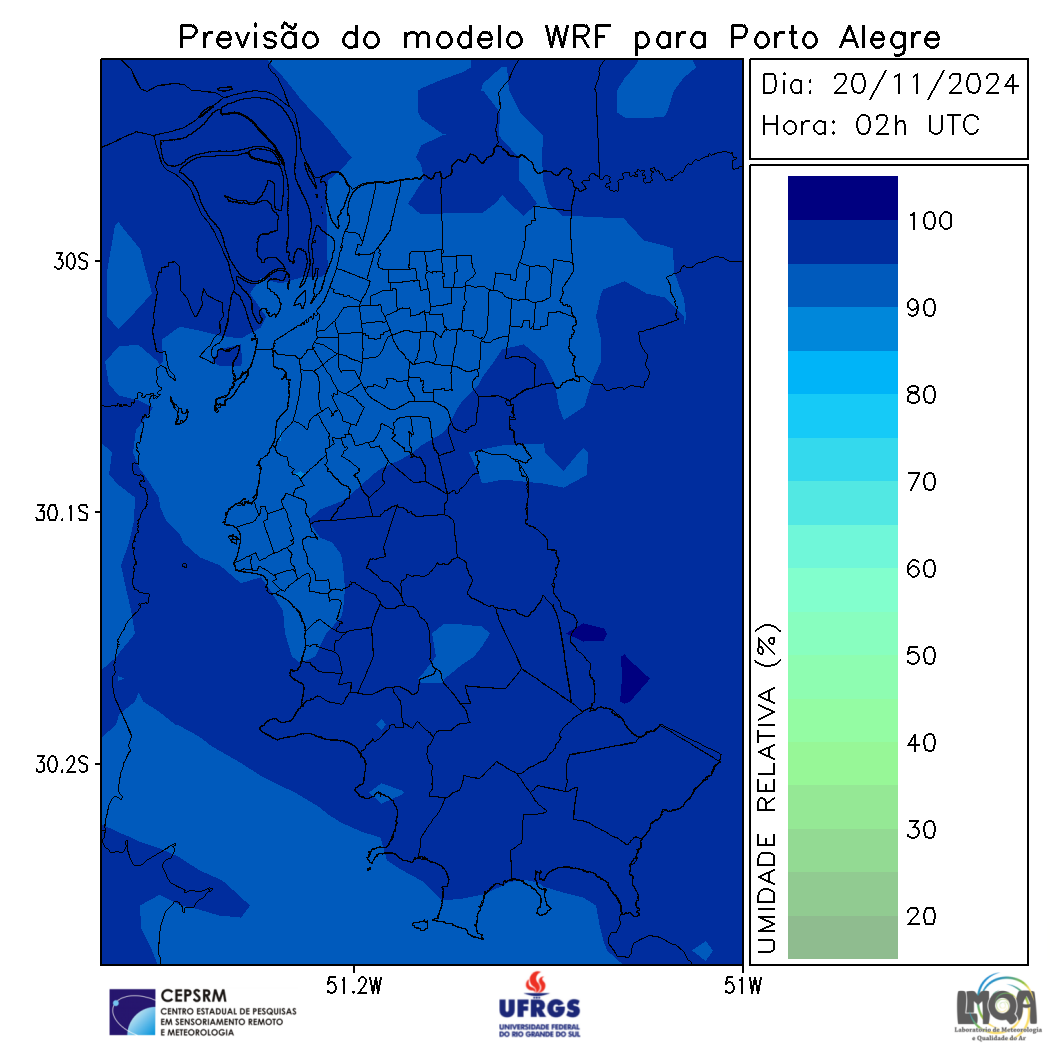 Previsão do modelo WRF para Porto Alegre
Dia: 20/11/2024
Hora: 02h UTC
30S
30.1S
30.2S
51.2W
51W
UMIDADE RELATIVA (%)
100
90
80
70
60
50
40
30
20
CEPSRM
CENTRO ESTADUAL DE PESQUISAS
EM SENSORIAMENTO REMOTO
E METEOROLOGIA
UFRGS
UNIVERSIDADE FEDERAL
DO RIO GRANDE DO SUL
LMQA
Laboratório de Meteorologia
e Qualidade do Ar